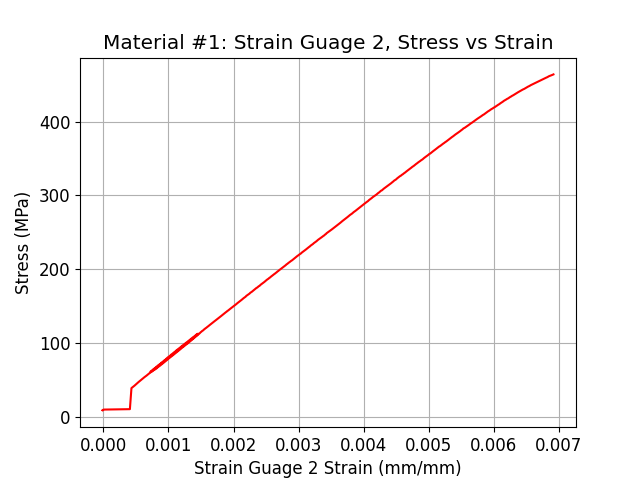 Material #1: Strain Guage 2, Stress vs Strain
Stress (MPa)
400
300
200
100
0
0.000 0.001 0.002 0.003 0.004 0.005 0.006 0.007
Strain Guage 2 Strain (mm/mm)